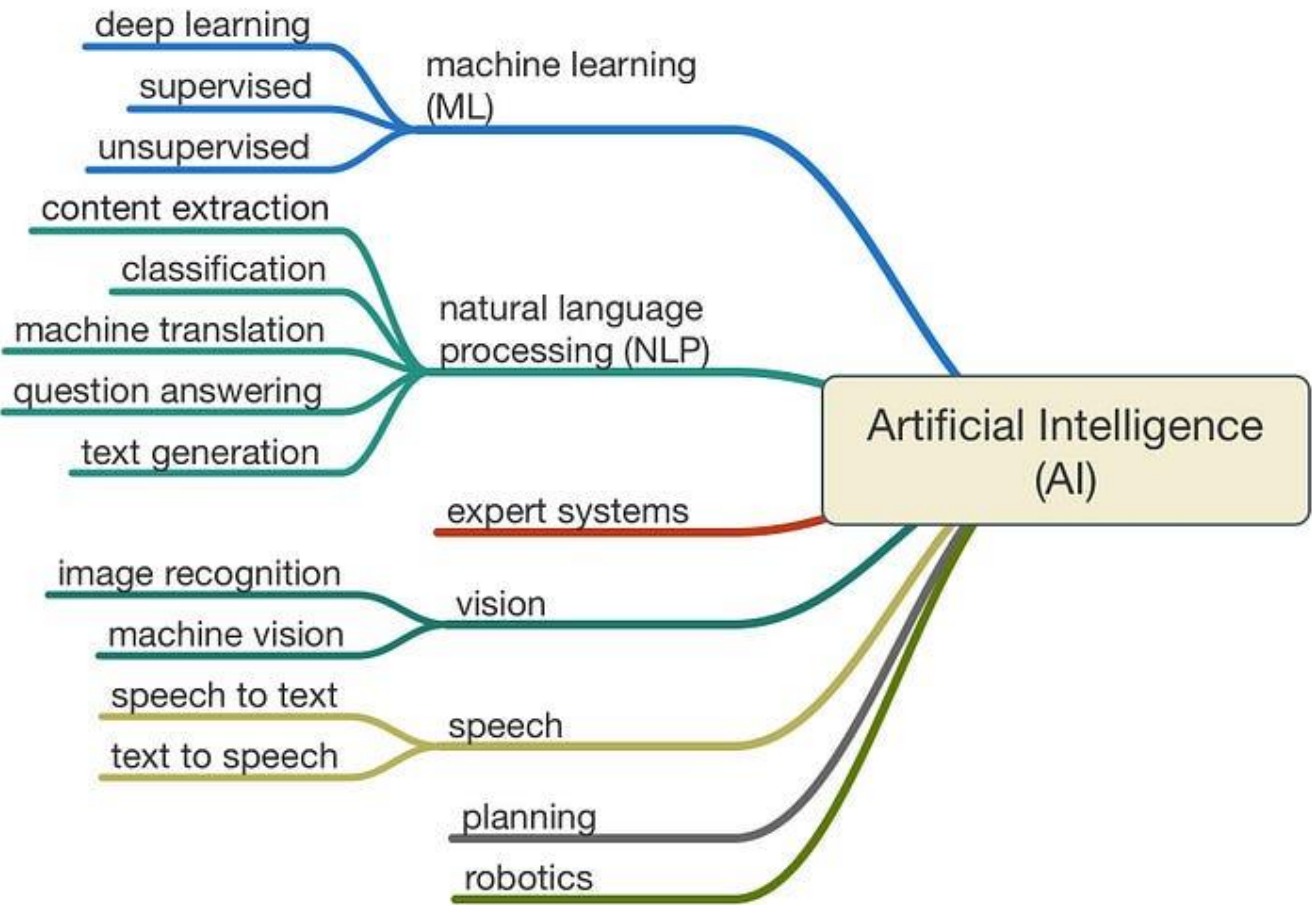 deep learning
supervised
unsupervised
machine learning
(ML)
content extraction
classification
machine translation
question answering
text generation
natural language
processing (NLP)
Artificial Intelligence
(AI)
expert systems
image recognition
machine vision
vision
speech to text
text to speech
speech
planning
robotics